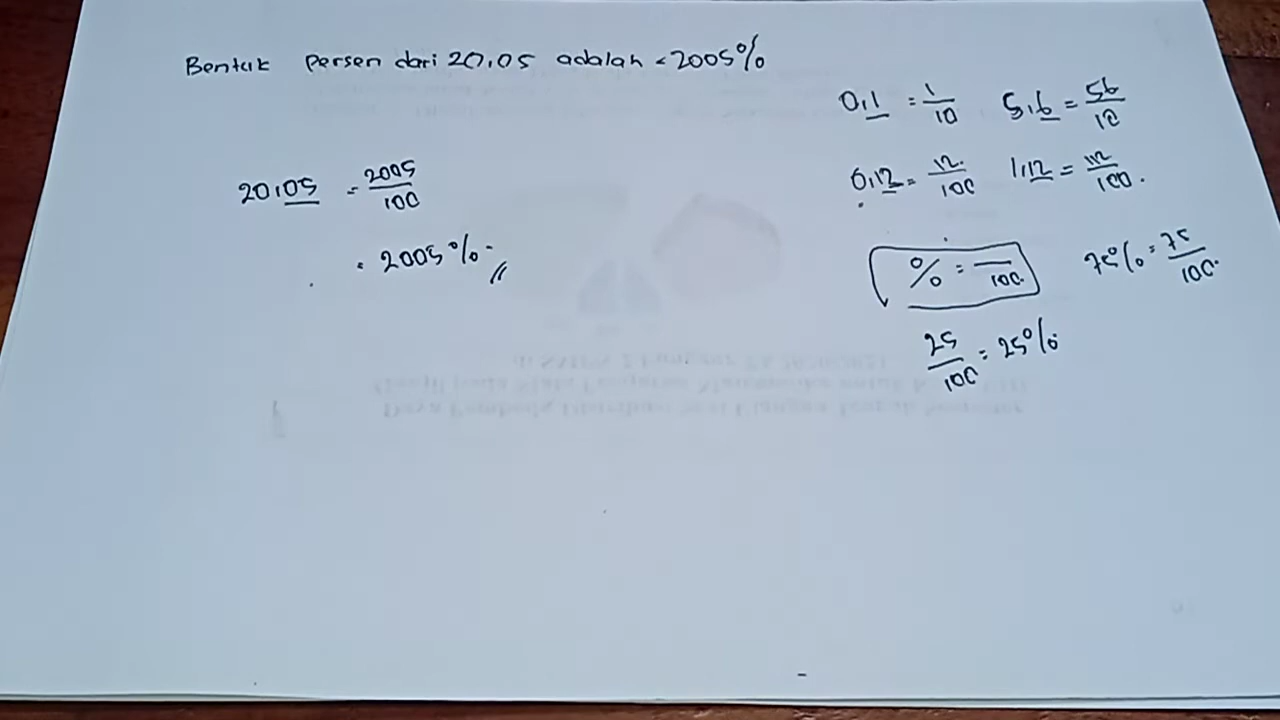 Bentuk persen dari 20,05 adalah = 2005%
20,05 = 2005/100
= 2005%
0,1 = 1/10 5,6 = 56/10
0,12 = 12/100 1,12 = 112/100
% = —/100 75% = 75/100
25/100 = 25%